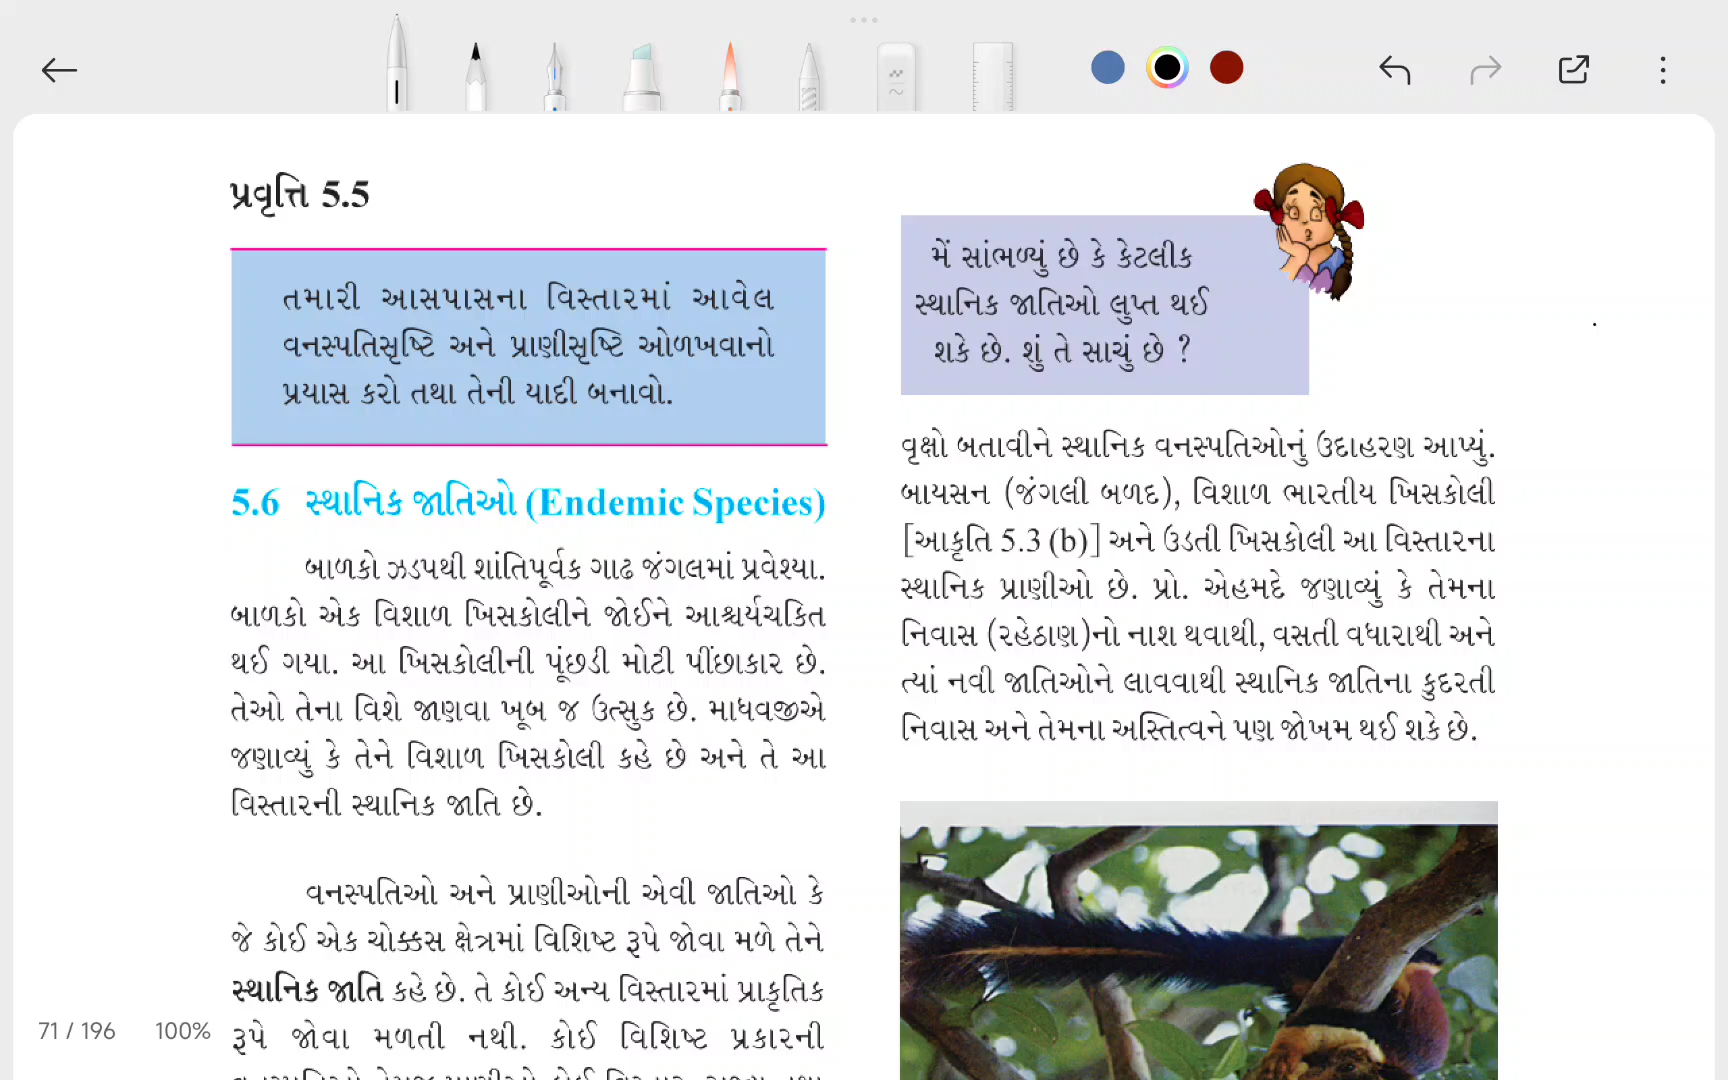 પ્રવૃત્તિ 5.5
તમારી આસપાસના વિસ્તારમાં આવેલ
વનસ્પતિસૃષ્ટિ અને પ્રાણીસૃષ્ટિ ઓળખવાનો
પ્રયાસ કરો તથા તેની યાદી બનાવો.
5.6 સ્થાનિક જાતિઓ (Endemic Species)
બાળકો ઝડપથી શાંતિપૂર્વક ગાઢ જંગલમાં પ્રવેશ્યા.
બાળકો એક વિશાળ ખિસકોલીને જોઈને આશ્ચર્યચકિત
થઈ ગયા. આ ખિસકોલીની પૂંછડી મોટી પીંછાકાર છે.
તેઓ તેના વિશે જાણવા ખૂબ જ ઉત્સુક છે. માધવજીએ
જણાવ્યું કે તેને વિશાળ ખિસકોલી કહે છે અને તે આ
વિસ્તારની સ્થાનિક જાતિ છે.
વનસ્પતિઓ અને પ્રાણીઓની એવી જાતિઓ કે
જે કોઈ એક ચોક્કસ ક્ષેત્રમાં વિશિષ્ટ રૂપે જોવા મળે તેને
સ્થાનિક જાતિ કહે છે. તે કોઈ અન્ય વિસ્તારમાં પ્રાકૃતિક
રૂપે જોવા મળતી નથી. કોઈ વિશિષ્ટ પ્રકારની
મેં સાંભળ્યું છે કે કેટલીક
સ્થાનિક જાતિઓ લુપ્ત થઈ
શકે છે. શું તે સાચું છે ?
વૃક્ષો બતાવીને સ્થાનિક વનસ્પતિઓનું ઉદાહરણ આપ્યું.
બાયસન (જંગલી બળદ), વિશાળ ભારતીય ખિસકોલી
[આકૃતિ 5.3 (b)] અને ઉડતી ખિસકોલી આ વિસ્તારના
સ્થાનિક પ્રાણીઓ છે. પ્રો. એહમદે જણાવ્યું કે તેમના
નિવાસ (રહેઠાણ)નો નાશ થવાથી, વસતી વધારાથી અને
ત્યાં નવી જાતિઓને લાવવાથી સ્થાનિક જાતિના કુદરતી
નિવાસ અને તેમના અસ્તિત્વને પણ જોખમ થઈ શકે છે.
71 / 196 100%